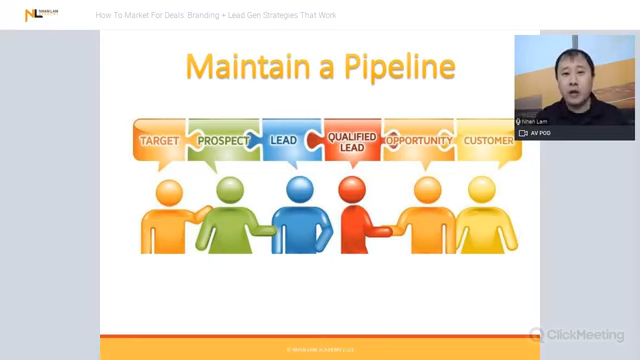 NL
How To Market For Deals: Branding + Lead Gen Strategies That Work
Maintain a Pipeline
TARGET
PROSPECT
LEAD
QUALIFIED
LEAD
OPPORTUNITY
CUSTOMER
Nhan Lam
AV POD
ClickMeeting